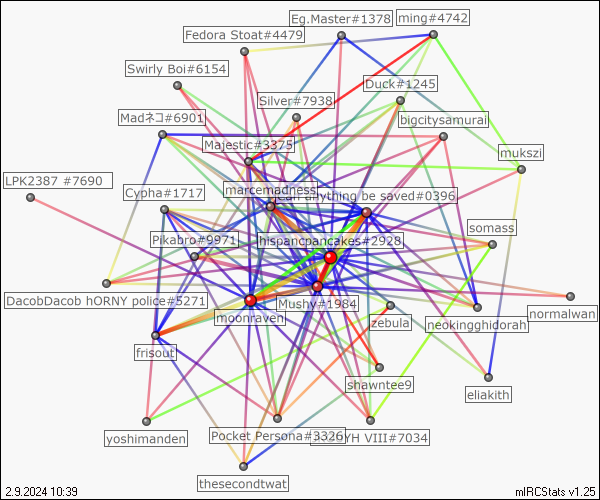 Eg.Master#1378
ming#4742
Fedora Stoat#4479
Swirly Boi#6154
Duck#1245
Silver#7938
Madネコ#6901
bigcitysamurai
Majestic#3375
mukszi
LPK2387 #7690
Cypha#1717
marcemadness
Can anything be saved#0396
somass
Pikabro#9971
hispancpancakes#2928
DacobDacob hORNY police#5271
Mushy#1984
moonraven
zebula
neokingghidorah
normalwan
frisout
shawntee9
eliakith
yoshimanden
Pocket Persona#3326
YH VIII#7034
thesecondtwat
2.9.2024 10:39
mIRCStats v1.25